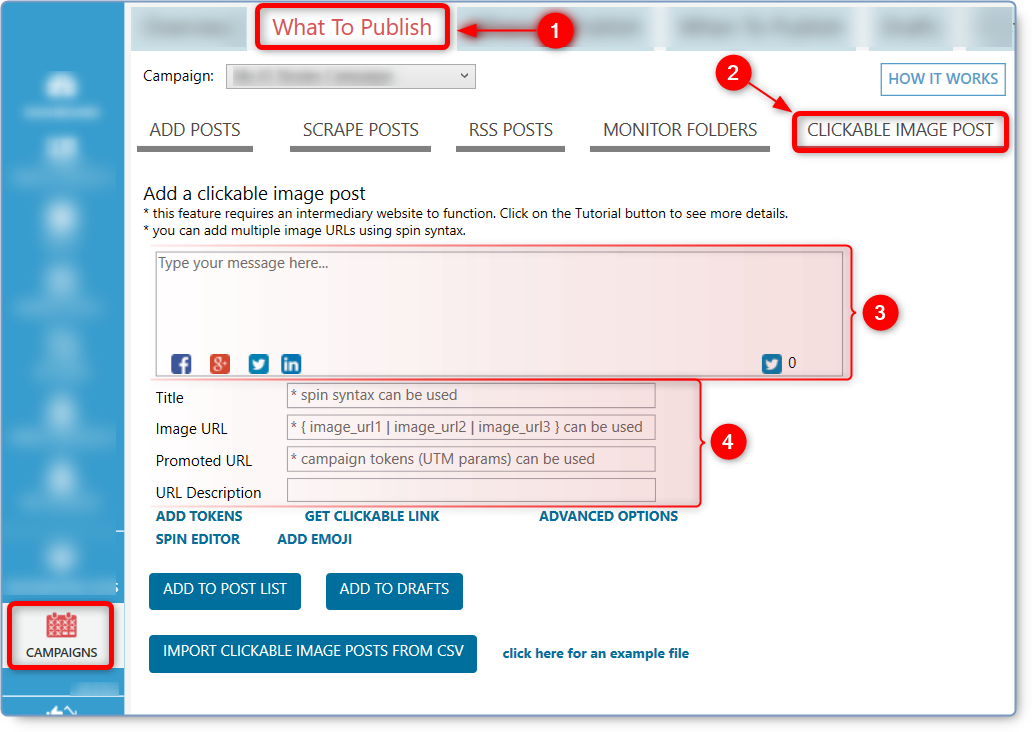 What To Publish
1
2
Campaign:
HOW IT WORKS
ADD POSTS
SCRAPE POSTS
RSS POSTS
MONITOR FOLDERS
CLICKABLE IMAGE POST
Add a clickable image post
* this feature requires an intermediary website to function. Click on the Tutorial button to see more details.
* you can add multiple image URLs using spin syntax.
Type your message here...
3
0
Title
* spin syntax can be used
Image URL
* { image_url1 | image_url2 | image_url3 } can be used
4
Promoted URL
* campaign tokens (UTM params) can be used
URL Description
ADD TOKENS
GET CLICKABLE LINK
ADVANCED OPTIONS
SPIN EDITOR
ADD EMOJI
ADD TO POST LIST
ADD TO DRAFTS
CAMPAIGNS
IMPORT CLICKABLE IMAGE POSTS FROM CSV
click here for an example file